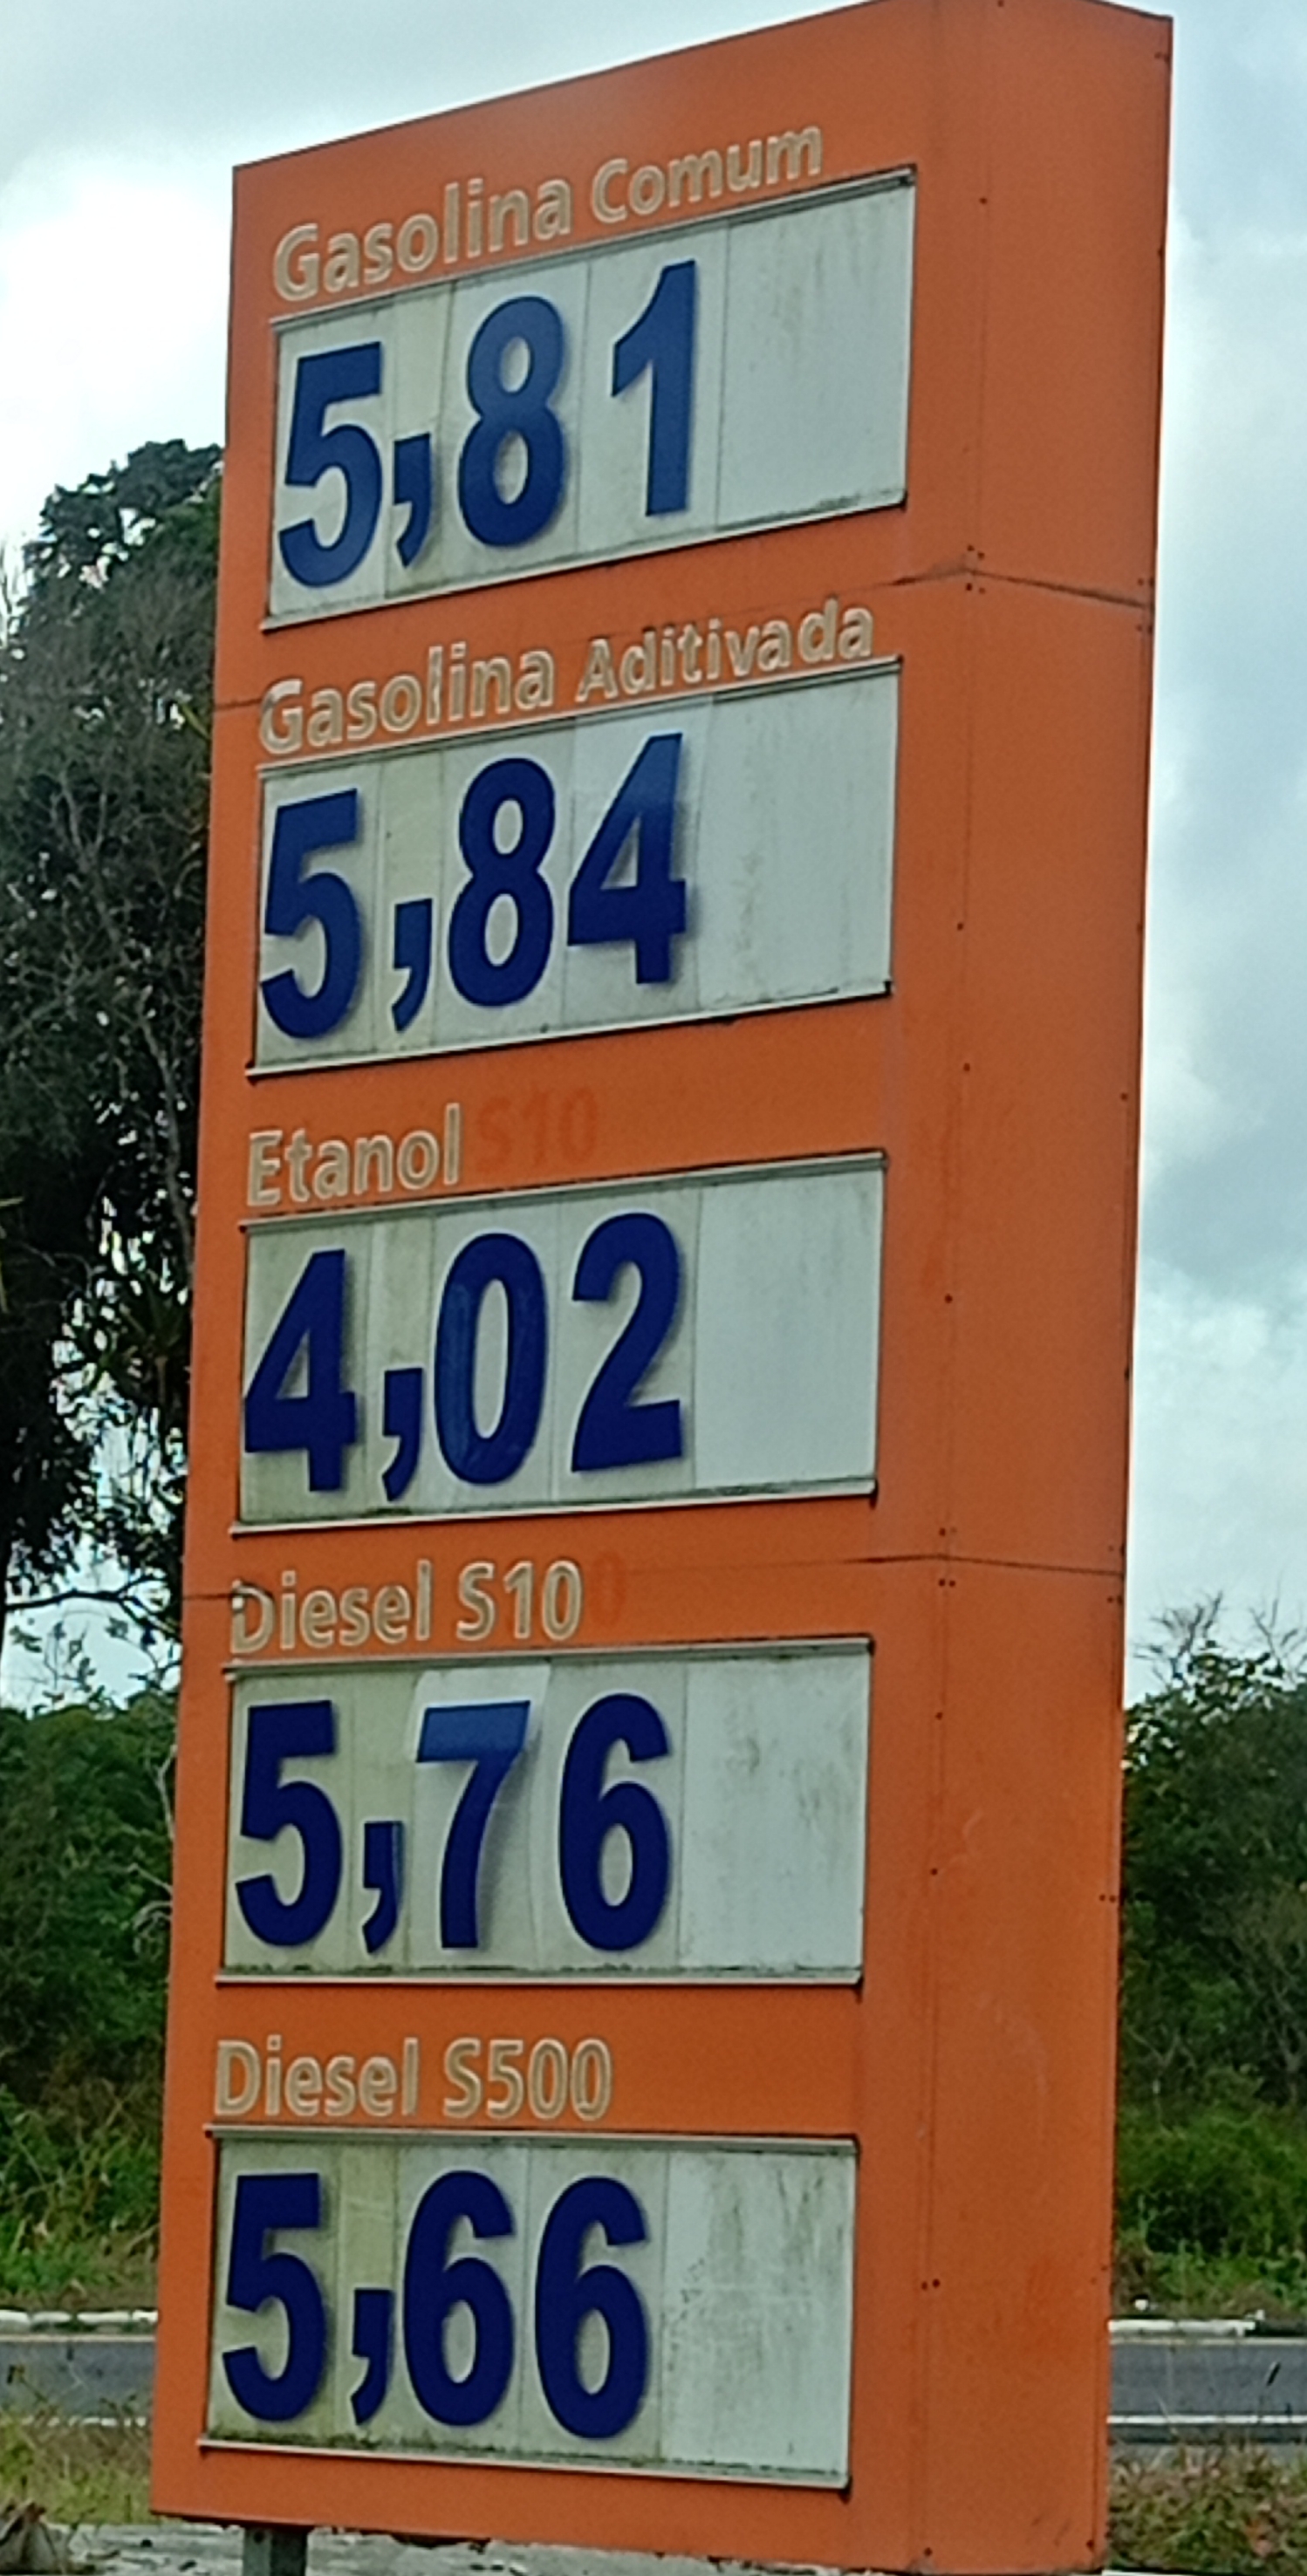 Gasolina Comum
5,81
Gasolina Aditivada
5,84
Etanol S10
4,02
Diesel S10
5,76
Diesel S500
5,66